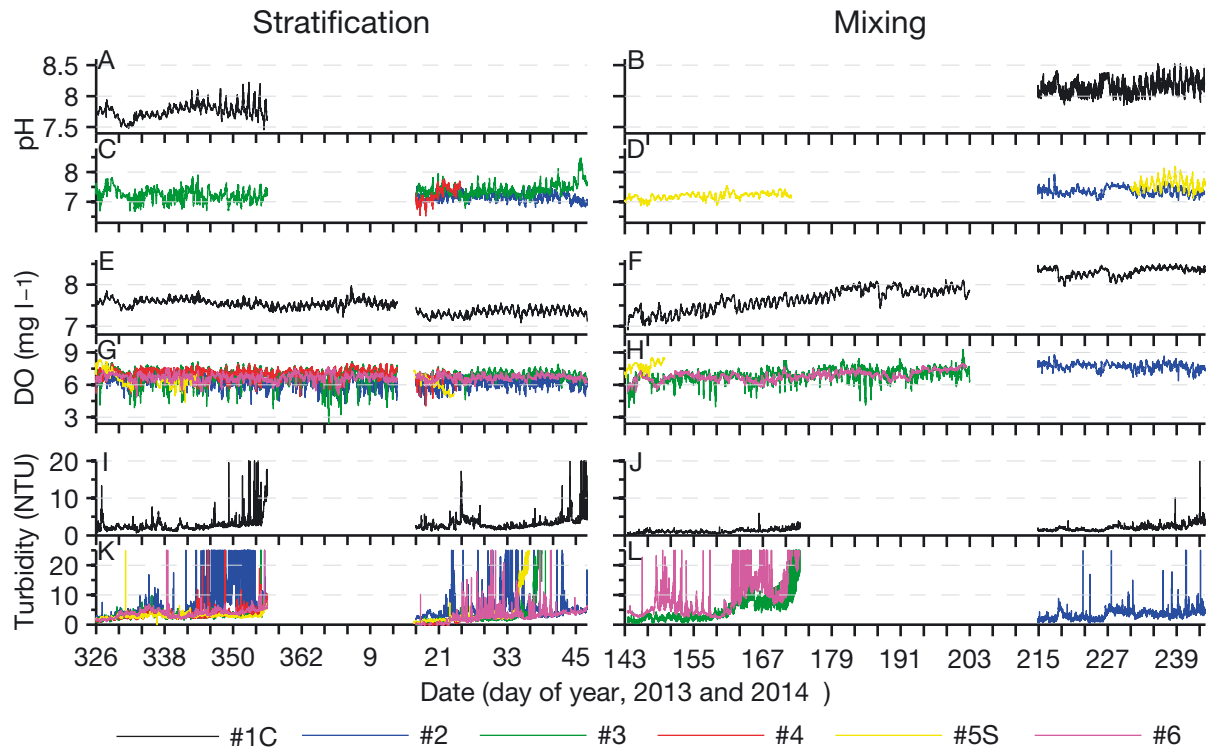 Stratification Mixing
A B
8.5
8
7.5
pH
C D
8
7
E F
8
7
DO (mg l−1)
G H
9
6
3
I J
20
10
0
Turbidity (NTU)
K L
20
10
0
326 338 350 362 9 21 33 45 143 155 167 179 191 203 215 227 239
Date (day of year, 2013 and 2014 )
#1C #2 #3 #4 #5S #6